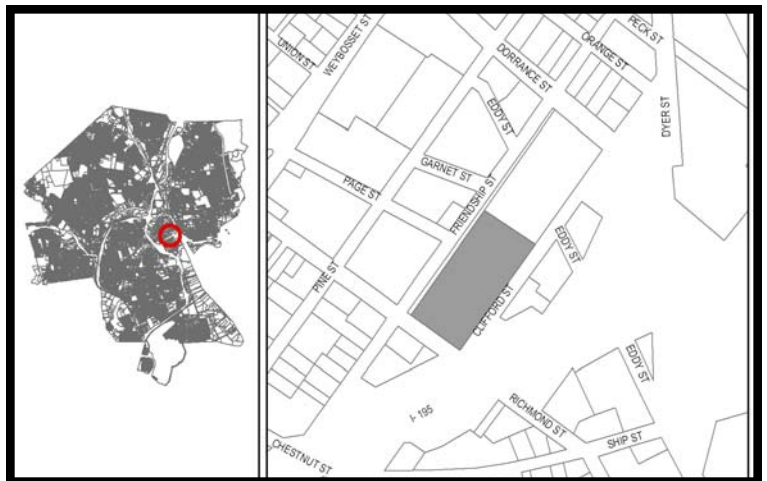 PECK ST
ORANGE ST
UNION ST
WEYBOSSET ST
DORRANCE ST
DYER ST
EDDY ST
GARNET ST
PAGE ST
FRIENDSHIP ST
EDDY ST
PINE ST
CLIFFORD ST
EDDY ST
I- 195
RICHMOND ST
SHIP ST
CHESTNUT ST